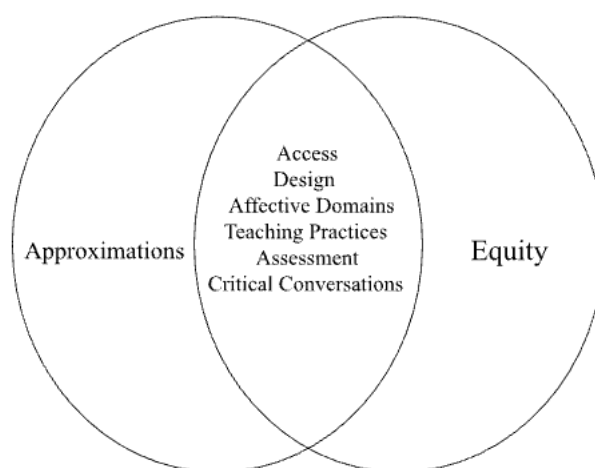 Access
Design
Affective Domains
Teaching Practices
Assessment
Critical Conversations
Approximations
Equity